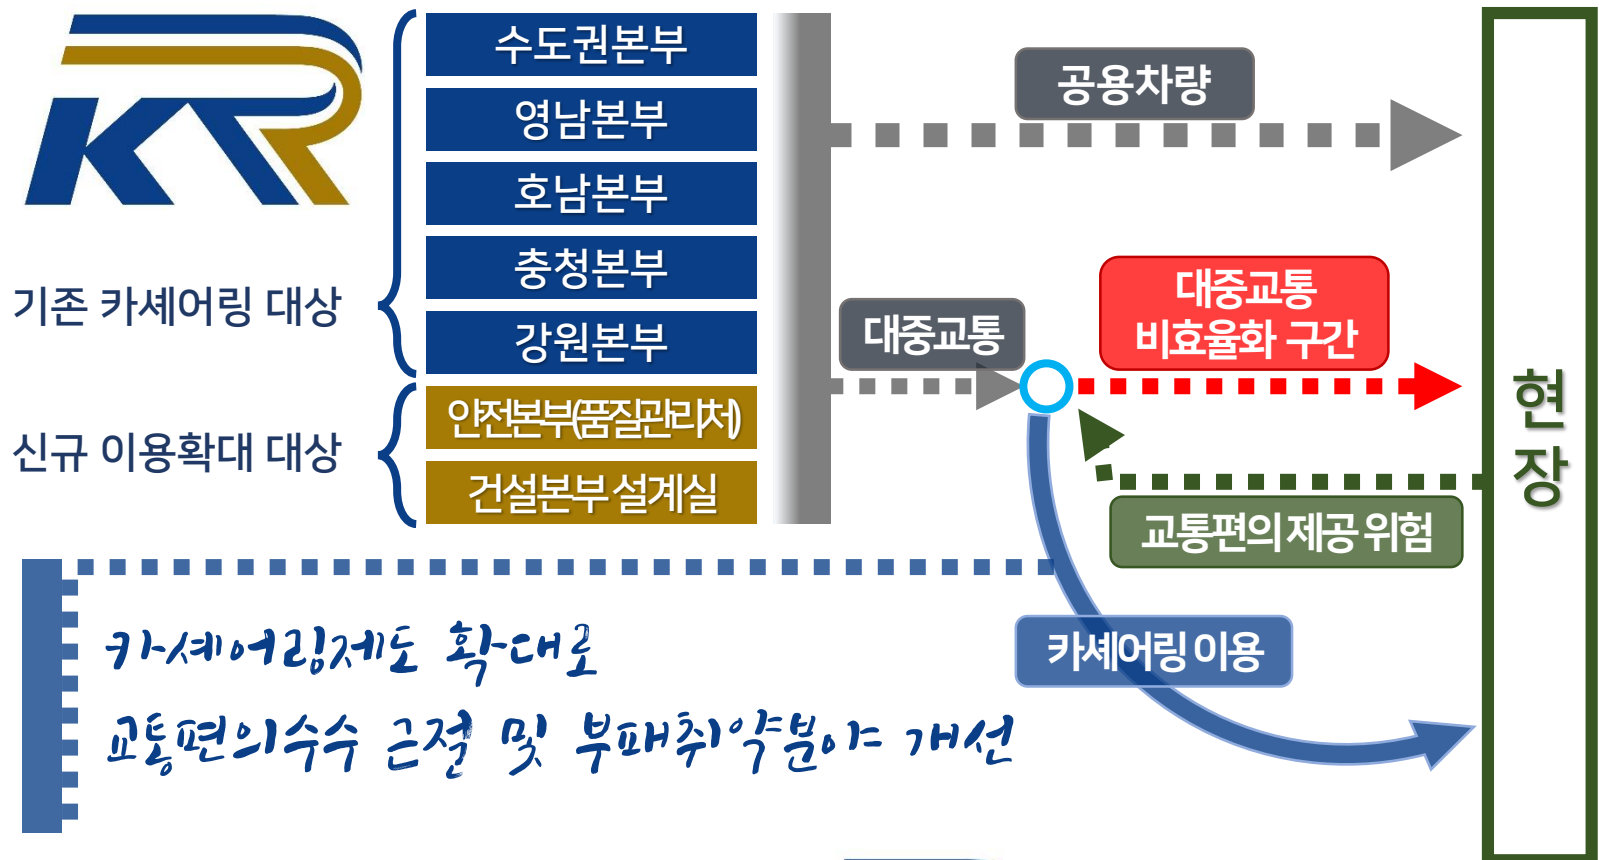 KR
수도권본부
영남본부
호남본부
충청본부
강원본부
기존 카셰어링 대상
안전본부(품질관리처)
건설본부 설계실
신규 이용확대 대상
공용차량
대중교통
대중교통
비효율화 구간
교통편의 제공 위험
카셰어링 이용
현
장
카셰어링제도 확대로
교통편의수수 근절 및 부패취약분야 개선